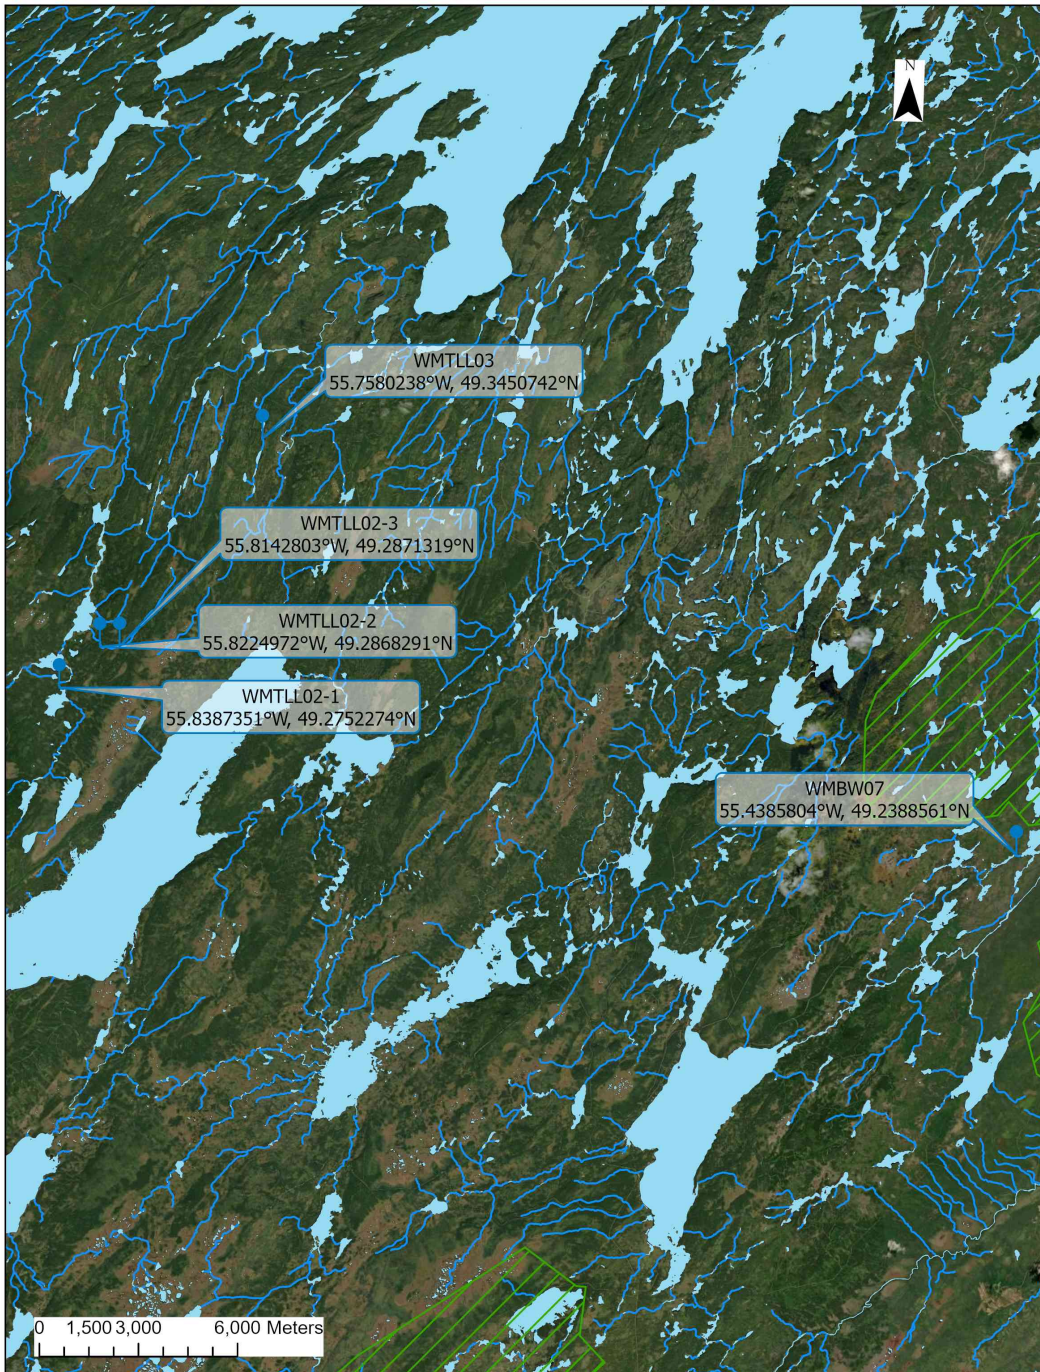 N
WMTLL03
55.7580238°W, 49.3450742°N
WMTLL02-3
55.8142803°W, 49.2871319°N
WMTLL02-2
55.8224972°W, 49.2868291°N
WMTLL02-1
55.8387351°W, 49.2752274°N
WMBW07
55.4385804°W, 49.2388561°N
0 1,500 3,000 6,000 Meters